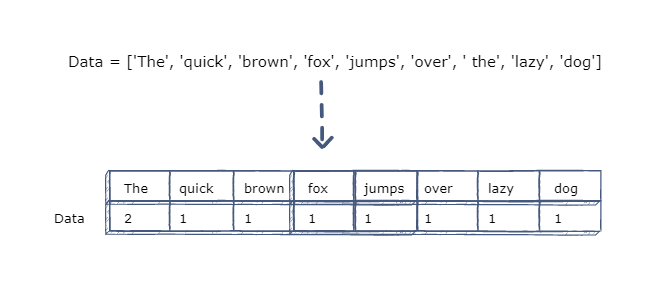 Data = ['The', 'quick', 'brown', 'fox', 'jumps', 'over', ' the', 'lazy', 'dog']
The quick brown fox jumps over lazy dog
Data 2 1 1 1 1 1 1 1